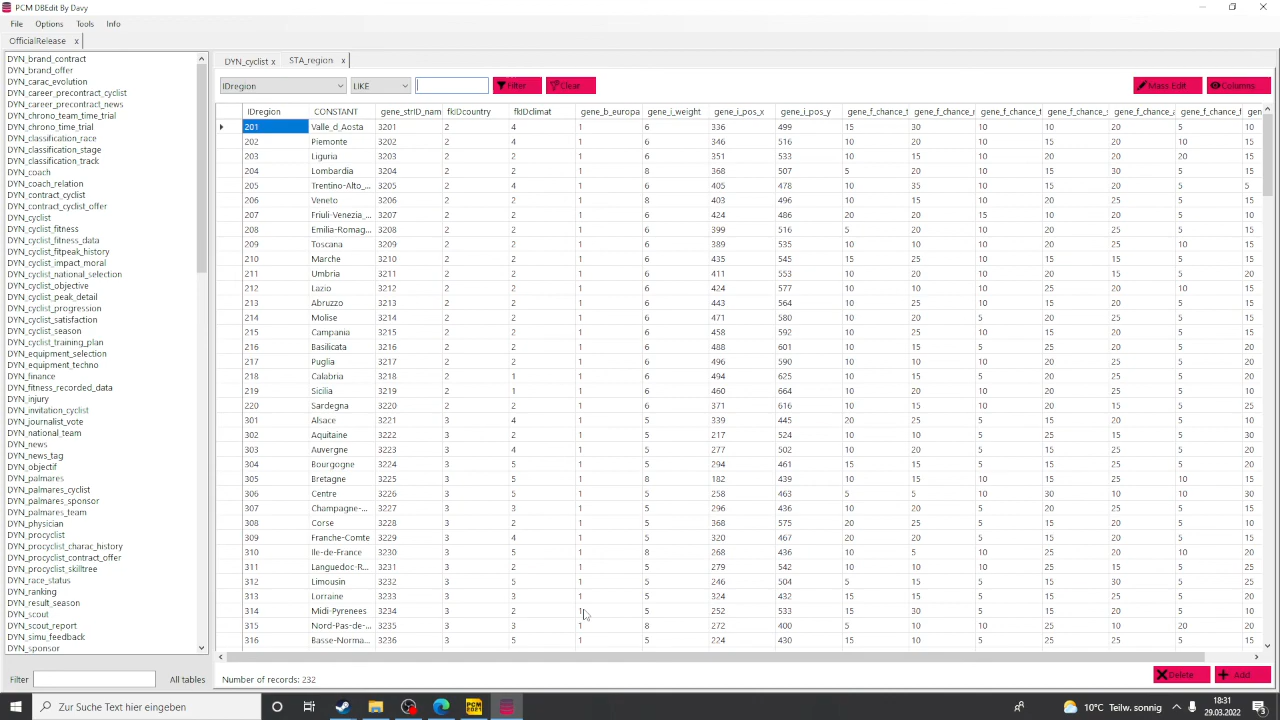 PCM DBEdit By Davy
File Options Tools Info
OfficialRelease x
DYN_brand_contract
DYN_brand_offer
DYN_carac_evolution
DYN_career_precontract_cyclist
DYN_career_precontract_news
DYN_chrono_team_time_trial
DYN_chrono_time_trial
DYN_classification_race
DYN_classification_stage
DYN_classification_track
DYN_coach
DYN_coach_relation
DYN_contract_cyclist
DYN_contract_cyclist_offer
DYN_cyclist
DYN_cyclist_fitness
DYN_cyclist_fitness_data
DYN_cyclist_fitpeak_history
DYN_cyclist_impact_moral
DYN_cyclist_national_selection
DYN_cyclist_objective
DYN_cyclist_peak_detail
DYN_cyclist_progression
DYN_cyclist_satisfaction
DYN_cyclist_season
DYN_cyclist_training_plan
DYN_equipment_selection
DYN_equipment_techno
DYN_finance
DYN_fitness_recorded_data
DYN_injury
DYN_invitation_cyclist
DYN_journalist_vote
DYN_national_team
DYN_news
DYN_news_tag
DYN_objectif
DYN_palmares
DYN_palmares_cyclist
DYN_palmares_sponsor
DYN_palmares_team
DYN_physician
DYN_procyclist
DYN_procyclist_charac_history
DYN_procyclist_contract_offer
DYN_procyclist_skilltree
DYN_race_status
DYN_ranking
DYN_result_season
DYN_scout
DYN_scout_report
DYN_simu_feedback
DYN_sponsor
Filter All tables
DYN_cyclist x STA_region x
IDregion LIKE Filter Clear Mass Edit Columns
IDregion CONSTANT gene_strID_nam fkIDcountry fkIDclimat gene_b_europa gene_i_weight gene_i_pos_x gene_i_pos_y gene_f_chance_t gene_f_chance_r gene_f_chance_f gene_f_chance_s gene_f_chance_a gene_f_chance_f
201 Valle_d_Aosta 3201 2 4 1 6 336 499 15 30 10 10 20 5 10
202 Piemonte 3202 2 2 1 6 346 516 10 20 10 15 20 10 15
203 Liguria 3203 2 2 1 6 351 533 10 15 10 20 20 20 15
204 Lombardia 3204 2 2 1 8 368 507 5 20 10 15 30 5 15
205 Trentino-Alto_... 3205 2 4 1 6 405 478 10 35 10 15 20 5 5
206 Veneto 3206 2 2 1 8 403 496 10 15 10 15 20 5 15
207 Friuli-Venezia_... 3207 2 2 1 6 424 486 20 20 15 10 20 5 10
208 Emilia-Romag... 3208 2 2 1 6 399 516 5 20 10 20 25 5 15
209 Toscana 3209 2 2 1 6 389 535 10 10 10 15 25 10 15
210 Marche 3210 2 2 1 6 435 545 10 15 10 20 25 5 15
211 Umbria 3211 2 2 1 6 411 553 10 20 10 20 20 5 15
212 Lazio 3212 2 2 1 6 424 577 10 10 10 25 20 10 15
213 Abruzzo 3213 2 2 1 6 443 564 10 25 10 15 20 5 15
214 Molise 3214 2 2 1 6 471 580 10 20 5 25 20 5 15
215 Campania 3215 2 2 1 6 458 592 10 25 10 15 20 5 15
216 Basilicata 3216 2 2 1 6 488 601 10 15 5 25 20 5 20
217 Puglia 3217 2 2 1 6 496 590 10 10 10 20 25 5 20
218 Calabria 3218 2 1 1 6 494 625 10 15 5 20 25 5 20
219 Sicilia 3219 2 1 1 6 460 664 10 20 10 20 25 5 10
220 Sardegna 3220 2 2 1 6 371 616 10 15 10 20 15 5 25
301 Alsace 3221 3 4 1 5 339 445 20 25 5 15 20 5 10
302 Aquitaine 3222 3 2 1 5 217 524 10 10 5 25 15 5 30
303 Auvergne 3223 3 4 1 5 277 502 10 25 5 15 25 5 15
304 Bourgogne 3224 3 5 1 5 294 461 15 15 5 20 20 5 20
305 Bretagne 3225 3 5 1 8 182 439 10 15 10 15 25 5 20
306 Centre 3226 3 5 1 5 258 463 5 5 10 30 10 10 30
307 Champagne-... 3227 3 3 1 5 296 436 10 20 5 20 20 5 20
308 Corse 3228 3 2 1 5 368 575 20 25 5 15 20 5 10
309 Franche-Comte 3229 3 4 1 5 320 467 20 20 5 15 20 5 15
310 Ile-de-France 3230 3 5 1 8 268 436 10 5 10 25 20 10 20
311 Languedoc-R... 3231 3 2 1 5 279 542 10 10 10 25 15 5 25
312 Limousin 3232 3 5 1 5 246 504 5 15 5 15 30 5 25
313 Lorraine 3233 3 3 1 5 324 432 15 15 5 20 20 5 20
314 Midi-Pyrenees 3234 3 2 1 5 252 533 15 30 5 15 20 5 10
315 Nord-Pas-de-... 3235 3 3 1 8 272 400 5 10 10 25 10 20 20
316 Basse-Norma... 3236 3 5 1 5 224 430 15 10 5 25 25 5 15
Number of records: 232 Delete Add
Zur Suche Text hier eingeben
10°C Teilw. sonnig
18:31
29.03.2022